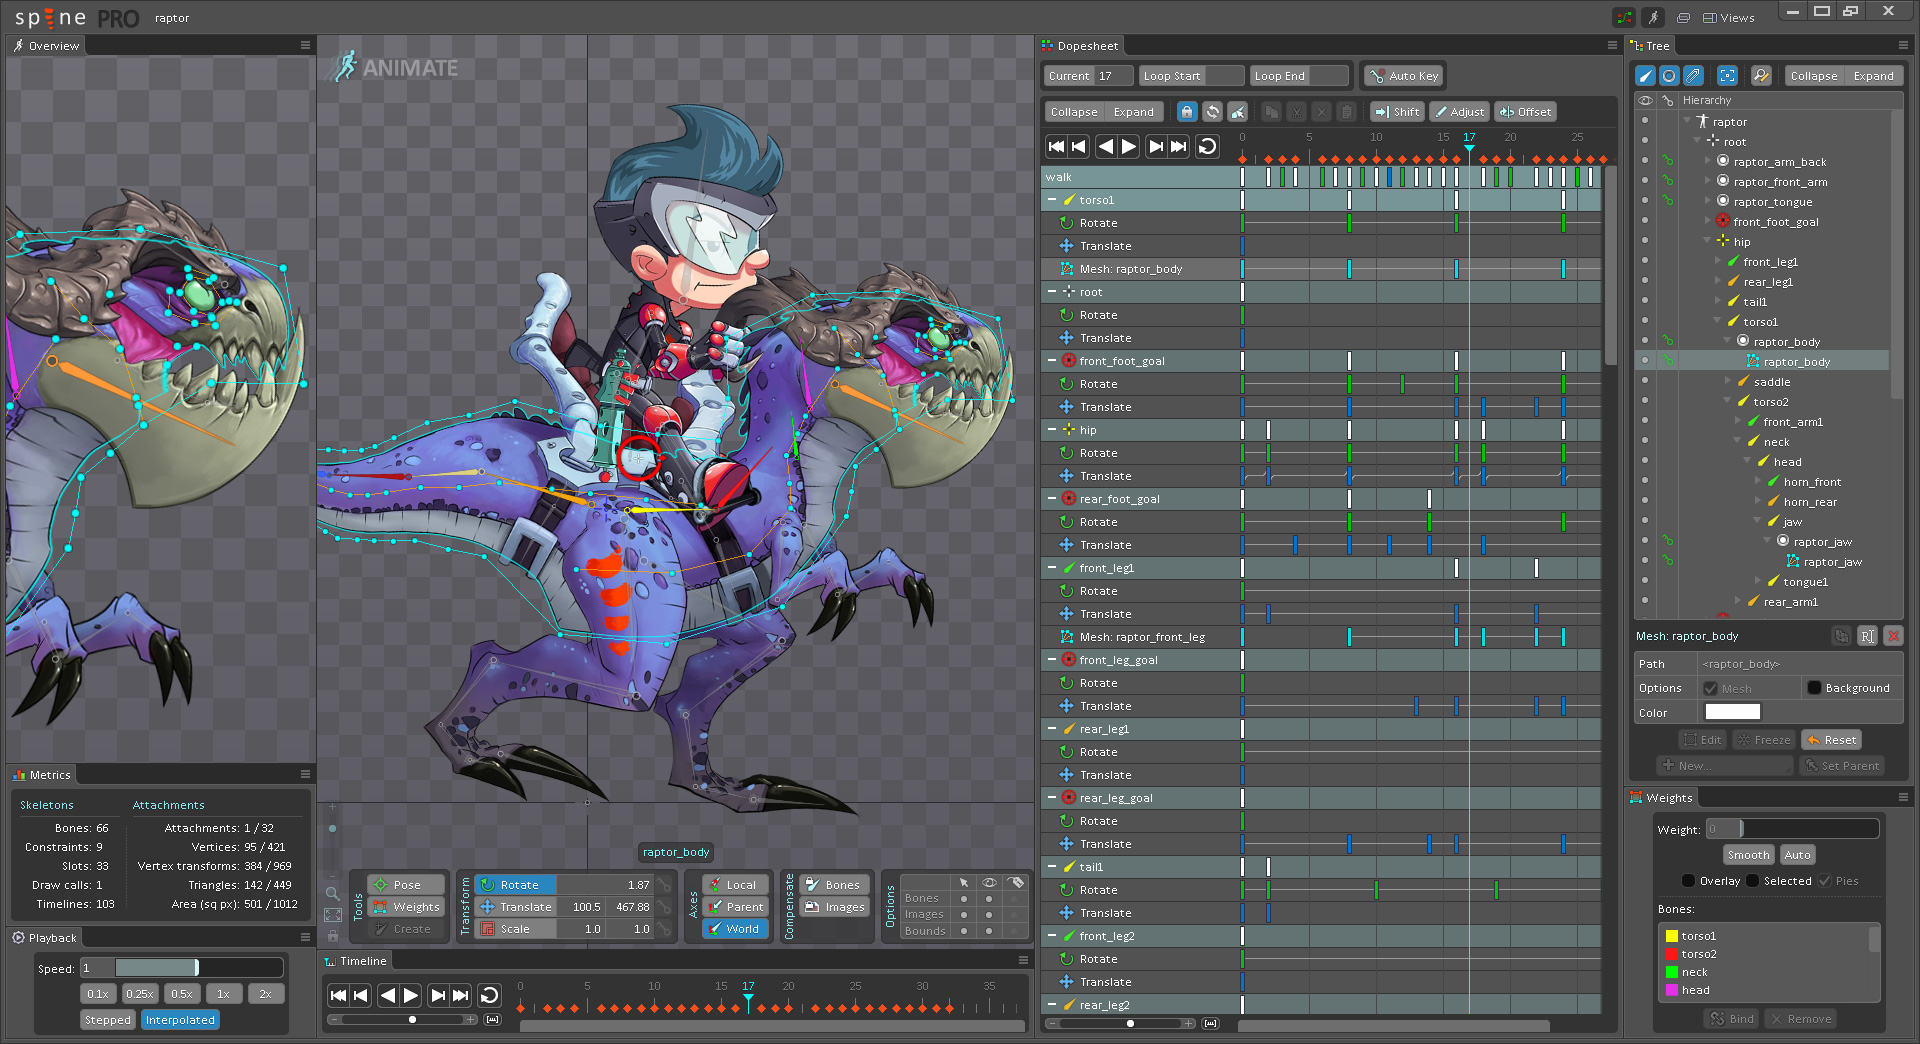 spine PRO raptor
Views
Overview
ANIMATE
Metrics
Skeletons Attachments
Bones: 66 Attachments: 1 / 32
Constraints: 9 Vertices: 95 / 421
Slots: 33 Vertex transforms: 384 / 969
Draw calls: 1 Triangles: 142 / 449
Timelines: 103 Area (sq px): 501 / 1012
Playback
Speed: 1
0.1x 0.25x 0.5x 1x 2x
Stepped Interpolated
raptor_body
Tools
Pose
Weights
Create
Transform
Rotate 1.87
Translate 100.5 467.88
Scale 1.0 1.0
Axes
Local
Parent
World
Compensate
Bones
Images
Options
Bones
Images
Bounds
Timeline
0 5 10 15 17 20 25 30 35
Dopesheet
Current 17 Loop Start Loop End Auto Key
Collapse Expand Shift Adjust Offset
0 5 10 15 17 20 25
walk
torso1
Rotate
Translate
Mesh: raptor_body
root
Rotate
Translate
front_foot_goal
Rotate
Translate
hip
Rotate
Translate
rear_foot_goal
Rotate
Translate
front_leg1
Rotate
Translate
Mesh: raptor_front_leg
front_leg_goal
Rotate
Translate
rear_leg1
Rotate
Translate
rear_leg_goal
Rotate
Translate
tail1
Rotate
Translate
front_leg2
Rotate
Translate
rear_leg2
Tree
Collapse Expand
Hierarchy
raptor
root
raptor_arm_back
raptor_front_arm
raptor_tongue
front_foot_goal
hip
front_leg1
rear_leg1
tail1
torso1
raptor_body
raptor_body
saddle
torso2
front_arm1
neck
head
horn_front
horn_rear
jaw
raptor_jaw
raptor_jaw
tongue1
rear_arm1
Mesh: raptor_body
Path <raptor_body>
Options Mesh Background
Color
Edit Freeze Reset
New... Set Parent
Weights
Weight: 0
Smooth Auto
Overlay Selected Pies
Bones:
torso1
torso2
neck
head
Bind Remove